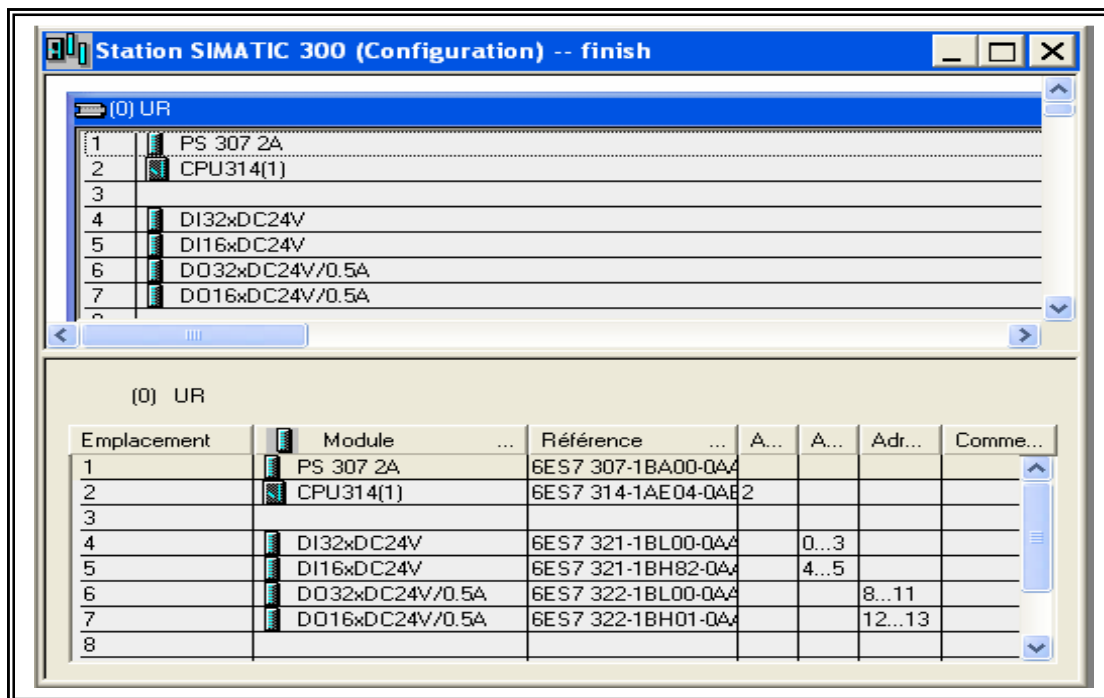 Station SIMATIC 300 (Configuration) -- finish
(0) UR
1 PS 307 2A
2 CPU314(1)
3
4 DI32xDC24V
5 DI16xDC24V
6 DO32xDC24V/0.5A
7 DO16xDC24V/0.5A
(0) UR
Emplacement Module ... Référence ... A... A... Adr... Comme...
1 PS 307 2A 6ES7 307-1BA00-0AA
2 CPU314(1) 6ES7 314-1AE04-0AB 2
3
4 DI32xDC24V 6ES7 321-1BL00-0AA 0...3
5 DI16xDC24V 6ES7 321-1BH82-0AA 4...5
6 DO32xDC24V/0.5A 6ES7 322-1BL00-0AA 8...11
7 DO16xDC24V/0.5A 6ES7 322-1BH01-0AA 12...13
8